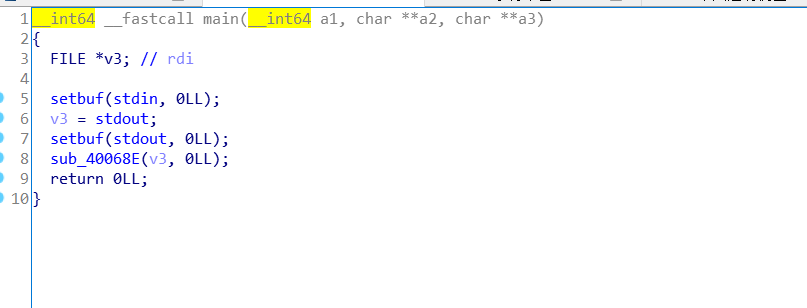 1 __int64 __fastcall main(__int64 a1, char **a2, char **a3)
2 {
3 FILE *v3; // rdi
4
5 setbuf(stdin, 0LL);
6 v3 = stdout;
7 setbuf(stdout, 0LL);
8 sub_40068E(v3, 0LL);
9 return 0LL;
10 }